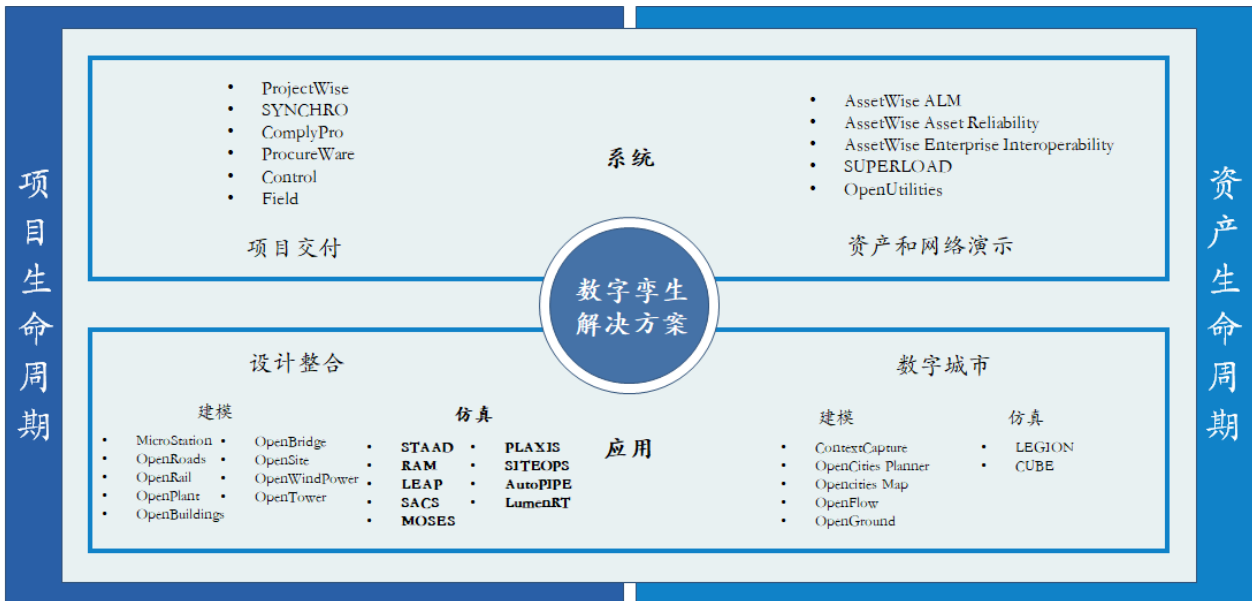 项目生命周期
• ProjectWise
• SYNCHRO
• ComplyPro
• ProcureWare
• Control
• Field
项目交付
系统
• AssetWise ALM
• AssetWise Asset Reliability
• AssetWise Enterprise Interoperability
• SUPERLOAD
• OpenUtilities
资产和网络演示
数字孪生
解决方案
设计整合
建模
• MicroStation
• OpenRoads
• OpenRail
• OpenPlant
• OpenBuildings
• OpenBridge
• OpenSite
• OpenWindPower
• OpenTower
仿真
• STAAD
• RAM
• LEAP
• SACS
• MOSES
• PLAXIS
• SITEOPS
• AutoPIPE
• LumenRT
应用
数字城市
建模
• ContextCapture
• OpenCities Planner
• Opencities Map
• OpenFlow
• OpenGround
仿真
• LEGION
• CUBE
资产生命周期